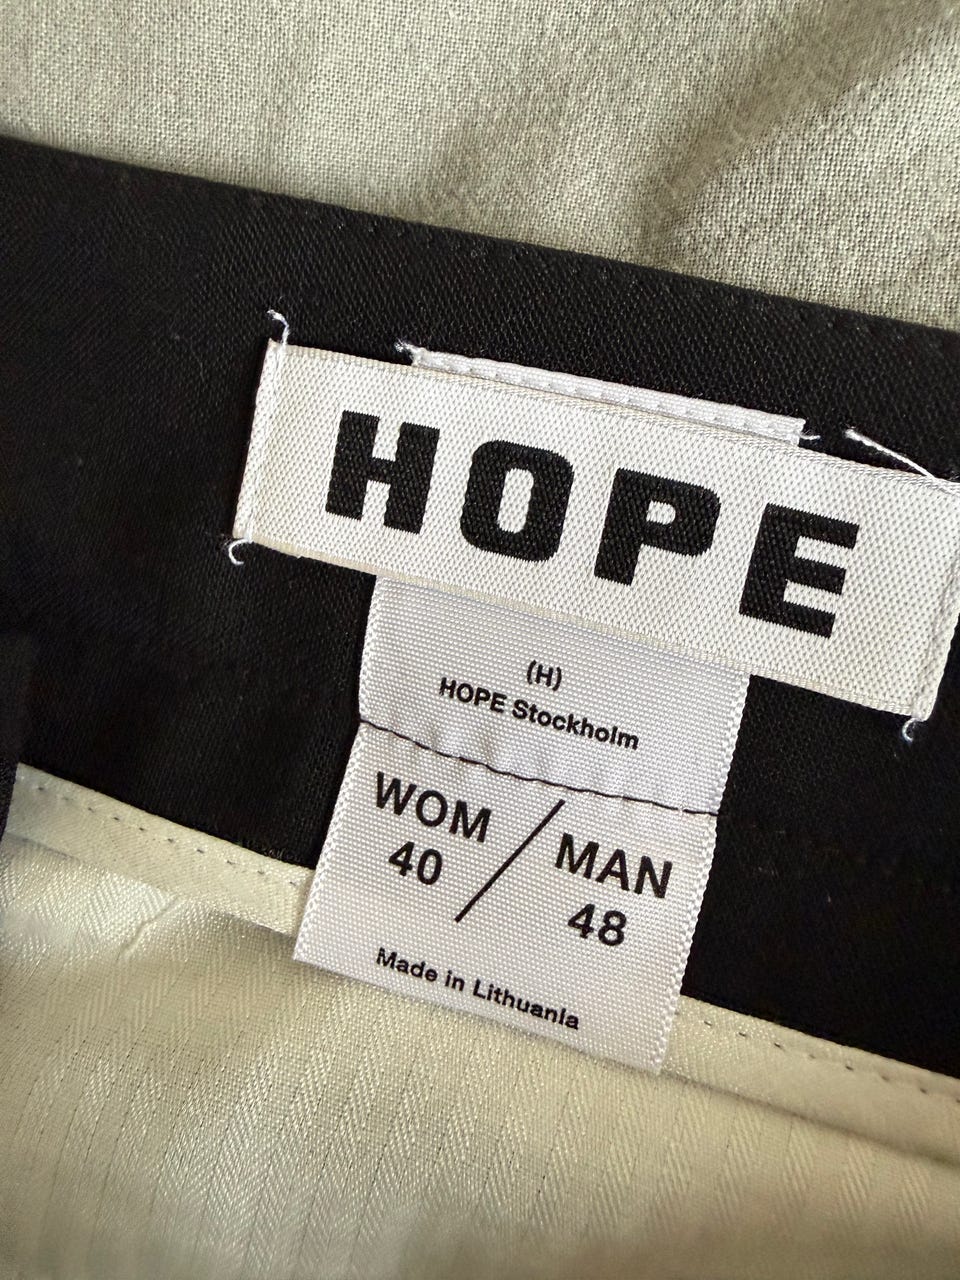 HOPE
(H)
HOPE Stockholm
WOM / MAN
40 48
Made in Lithuania